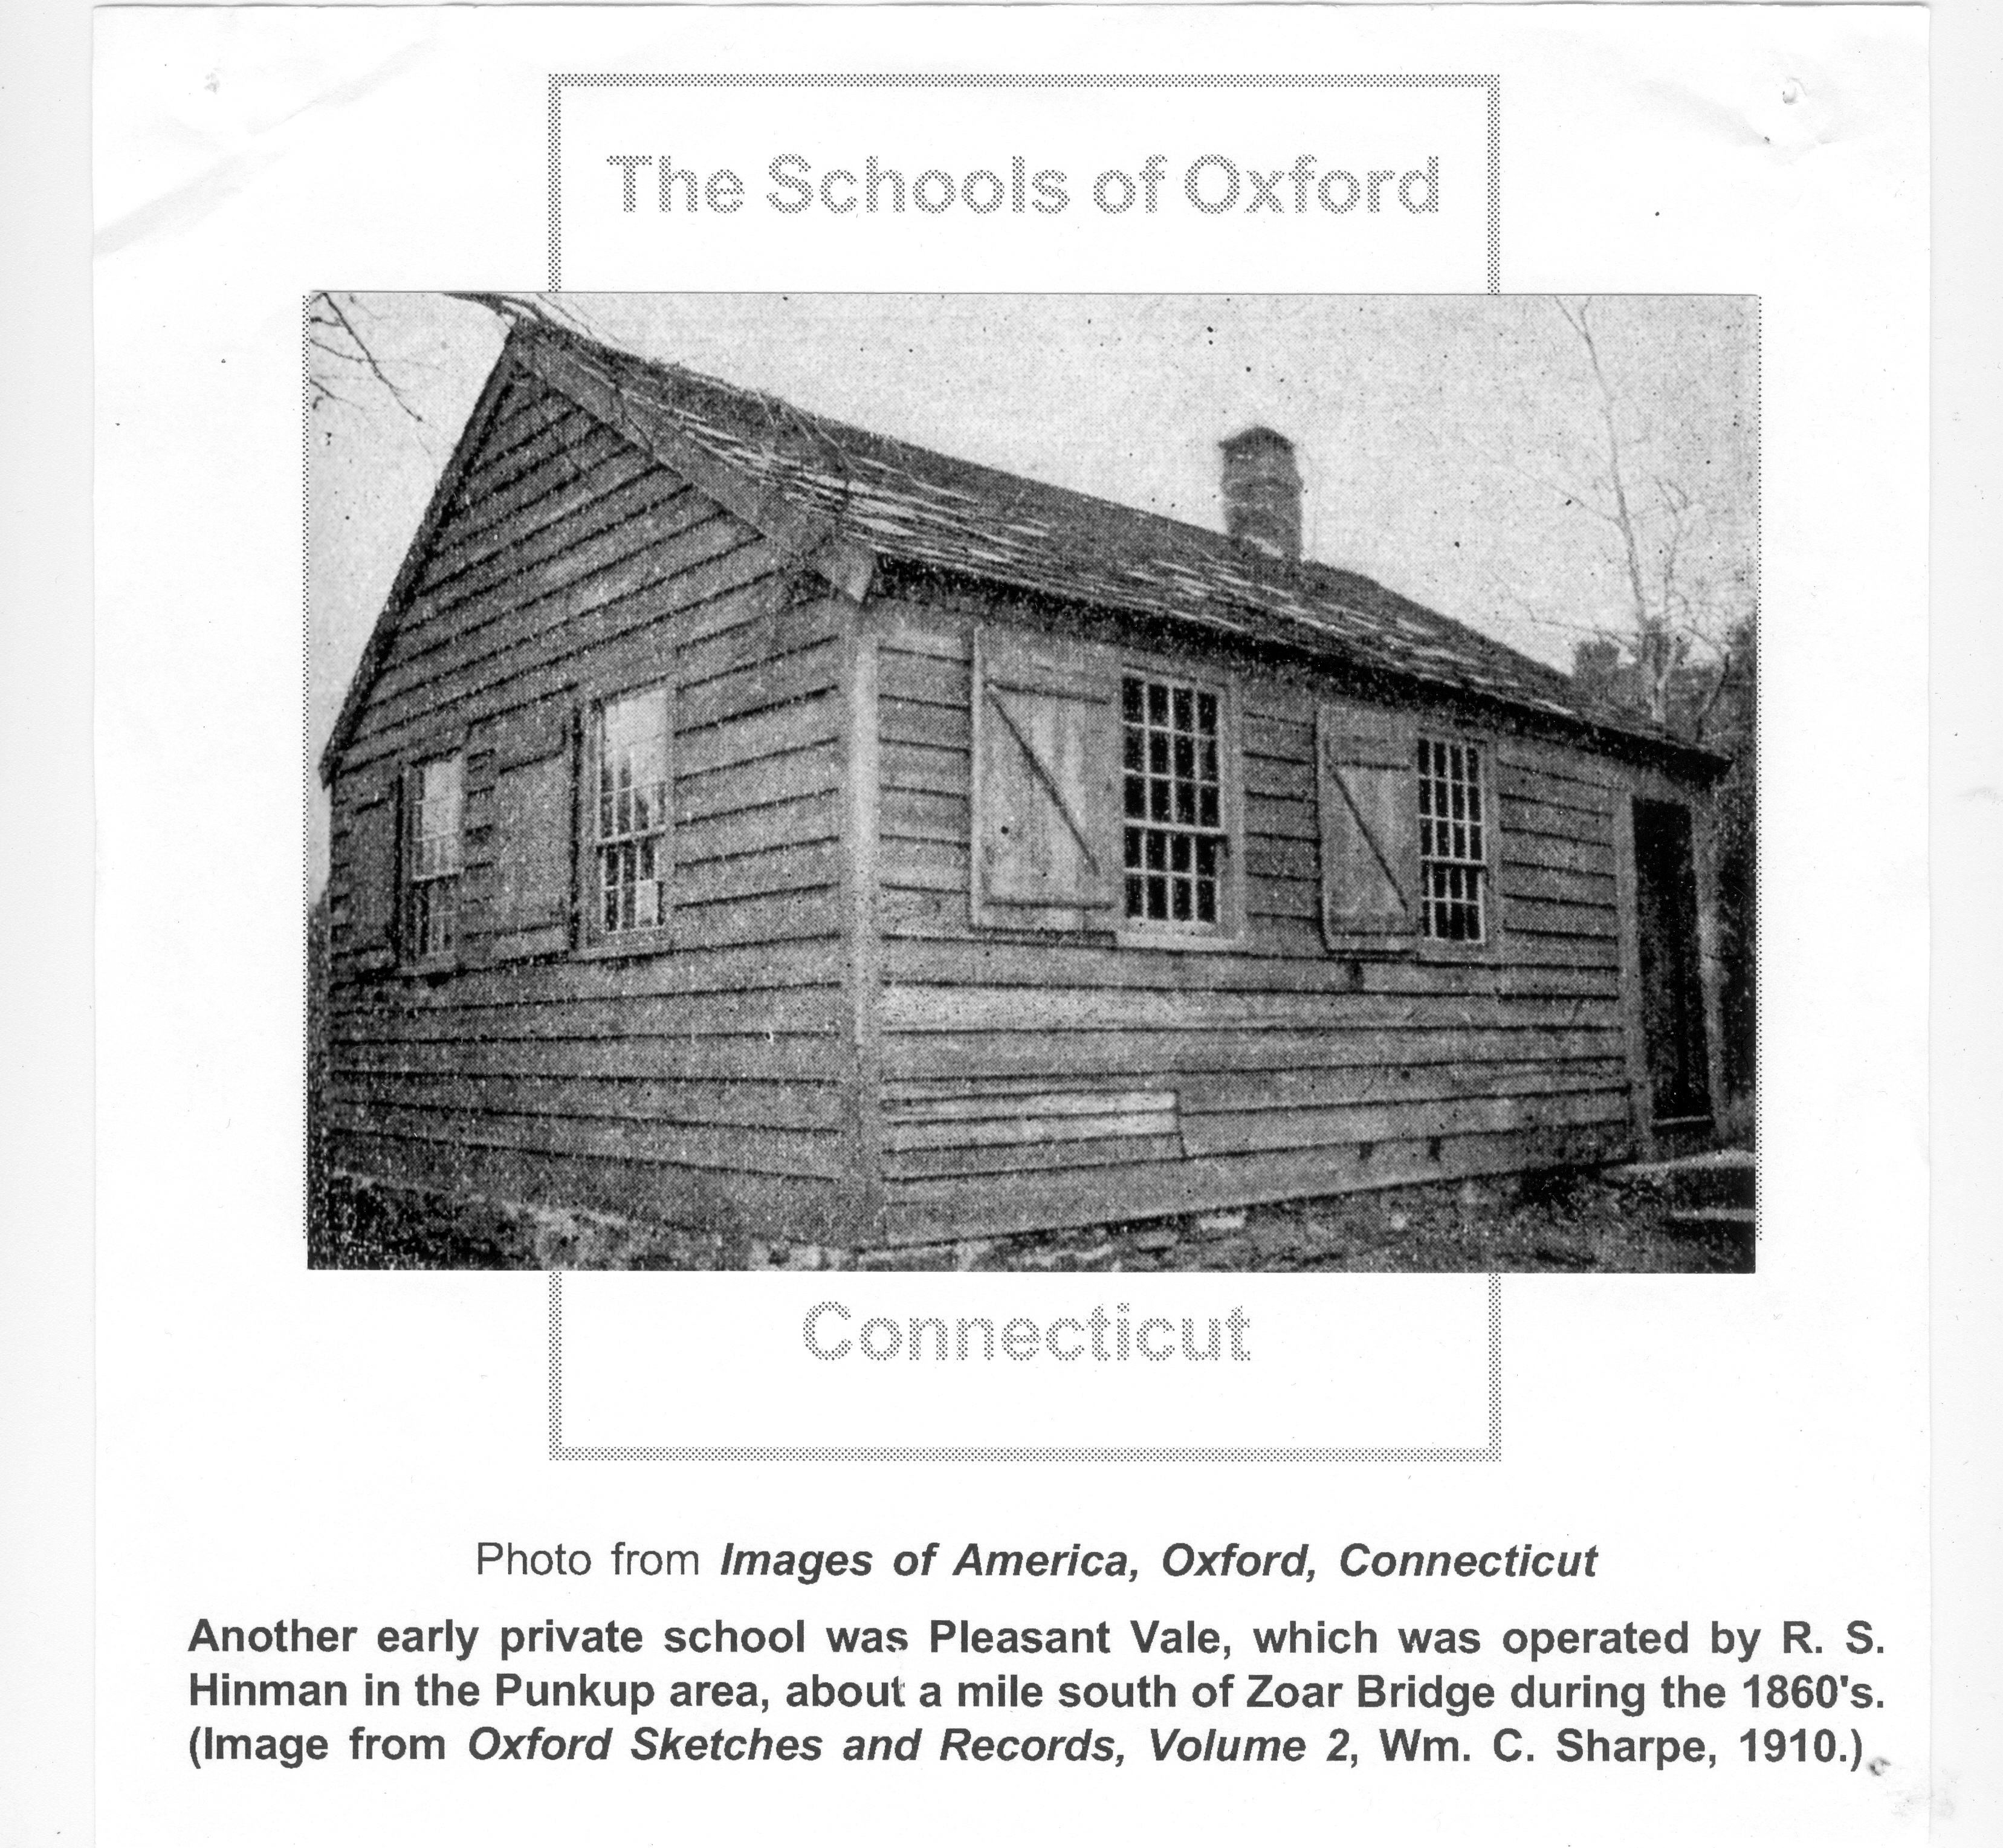 The Schools of Oxford
Connecticut
Photo from Images of America, Oxford, Connecticut
Another early private school was Pleasant Vale, which was operated by R. S.
Hinman in the Punkup area, about a mile south of Zoar Bridge during the 1860's.
(Image from Oxford Sketches and Records, Volume 2, Wm. C. Sharpe, 1910.)